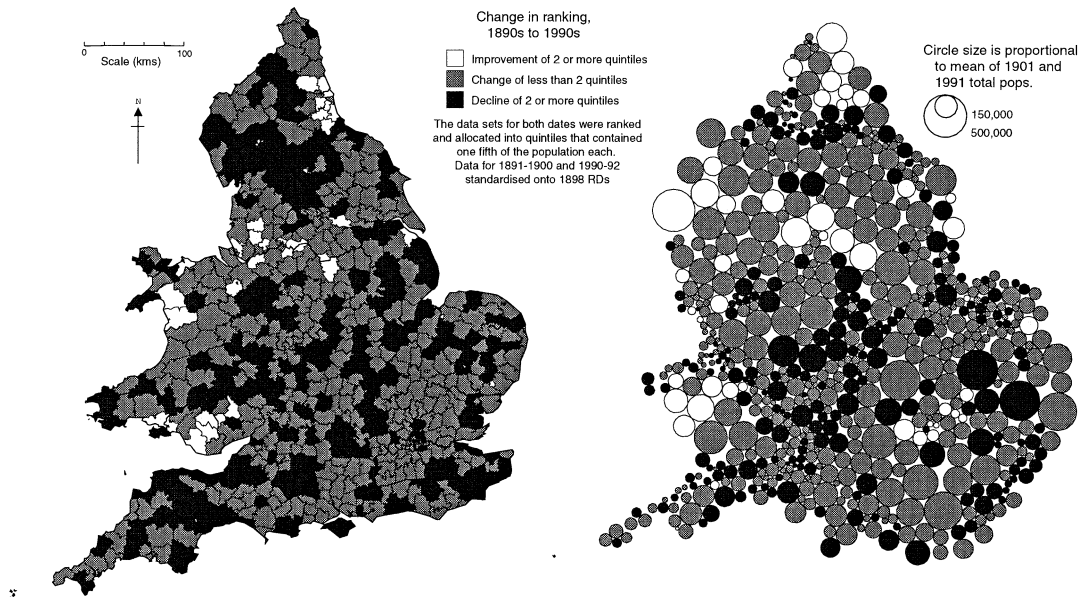 Change in ranking,
1890s to 1990s
0 100
Scale (kms)
Improvement of 2 or more quintiles
Change of less than 2 quintiles
Decline of 2 or more quintiles
N
The data sets for both dates were ranked
and allocated into quintiles that contained
one fifth of the population each.
Data for 1891-1900 and 1990-92
standardised onto 1898 RDs
Circle size is proportional
to mean of 1901 and
1991 total pops.
150,000
500,000